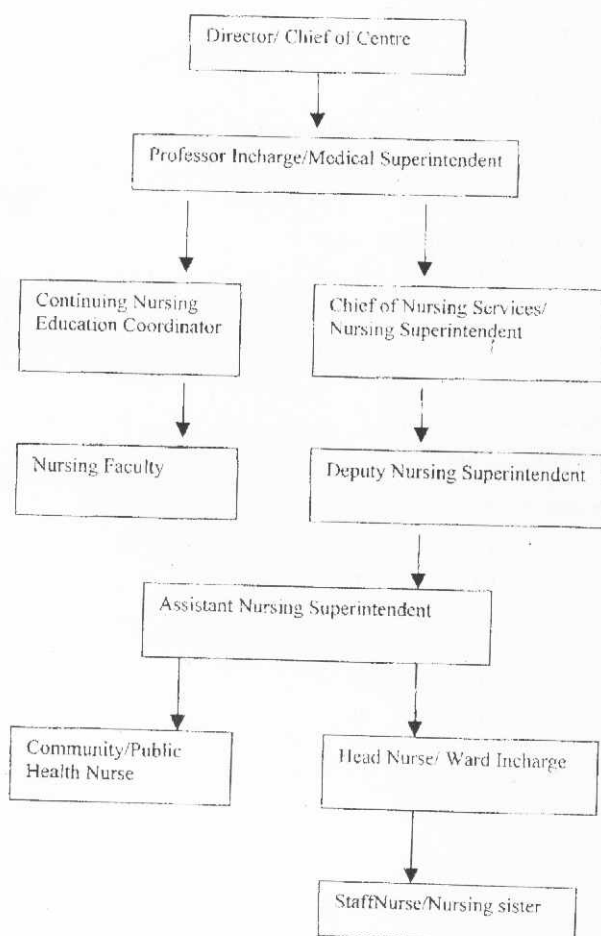 Director/ Chief of Centre
Professor Incharge/Medical Superintendent
Continuing Nursing
Education Coordinator
Chief of Nursing Services/
Nursing Superintendent
Nursing Faculty
Deputy Nursing Superintendent
Assistant Nursing Superintendent
Community/Public
Health Nurse
Head Nurse/ Ward Incharge
StaffNurse/Nursing sister